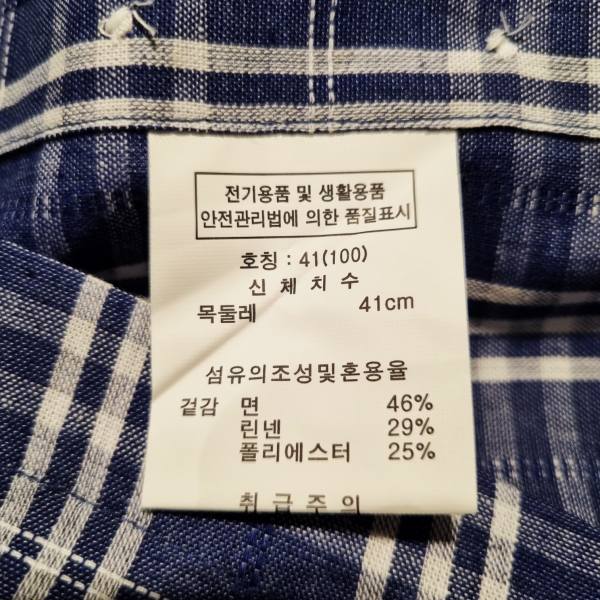 전기용품 및 생활용품
안전관리법에 의한 품질표시
호칭 : 41(100)
신 체 치 수
목둘레 41cm
섬유의조성및혼용율
겉감 면 46%
린넨 29%
폴리에스터 25%
취급주의